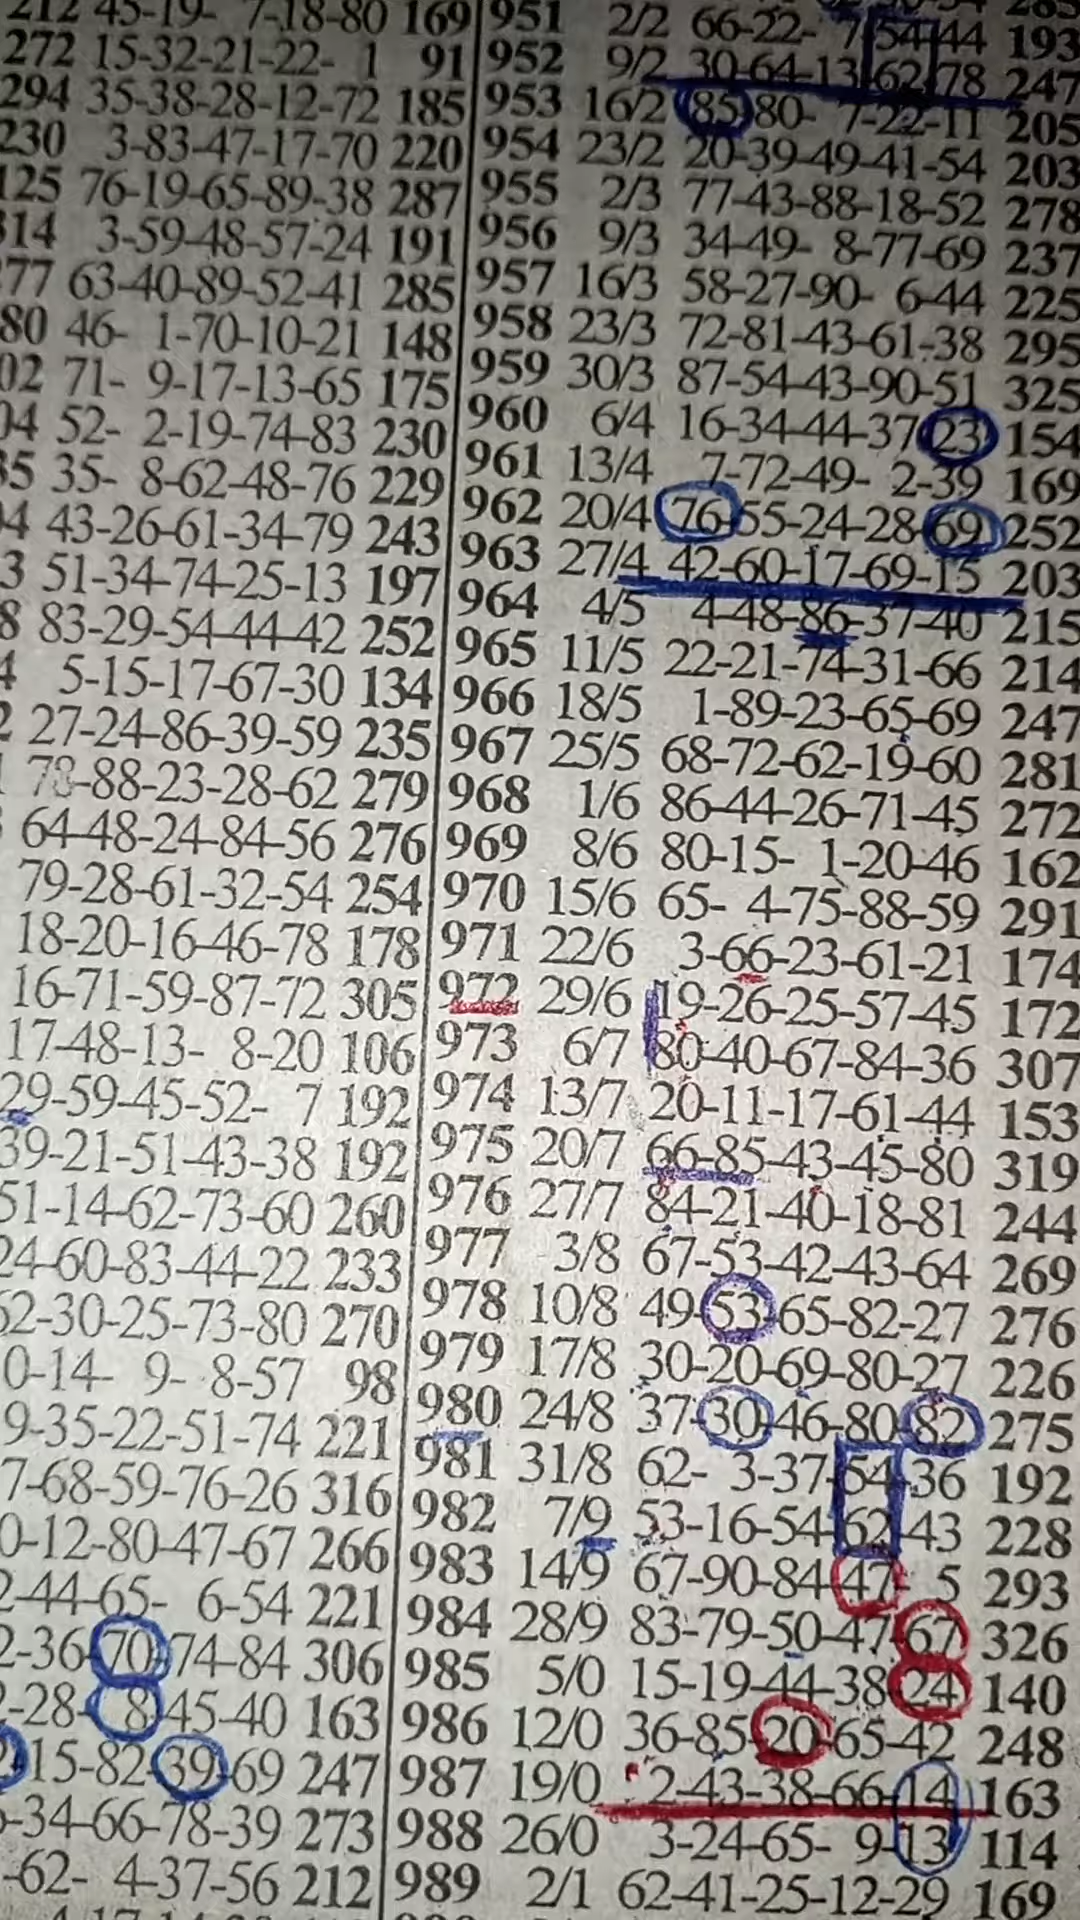 212 45-19- 7-18-80 169
272 15-32-21-22- 1 91
294 35-38-28-12-72 185
230 3-83-47-17-70 220
125 76-19-65-89-38 287
314 3-59-48-57-24 191
77 63-40-89-52-41 285
80 46- 1-70-10-21 148
02 71- 9-17-13-65 175
04 52- 2-19-74-83 230
35 35- 8-62-48-76 229
4 43-26-61-34-79 243
3 51-34-74-25-13 197
8 83-29-54-44-42 252
4 5-15-17-67-30 134
2 27-24-86-39-59 235
78-88-23-28-62 279
64-48-24-84-56 276
79-28-61-32-54 254
18-20-16-46-78 178
16-71-59-87-72 305
17-48-13- 8-20 106
29-59-45-52- 7 192
39-21-51-43-38 192
51-14-62-73-60 260
24-60-83-44-22 233
62-30-25-73-80 270
0-14- 9- 8-57 98
9-35-22-51-74 221
7-68-59-76-26 316
0-12-80-47-67 266
2-44-65- 6-54 221
2-36-70-74-84 306
-28- 8-45-40 163
15-82-39-69 247
-34-66-78-39 273
-62- 4-37-56 212
951 2/2 66-22- 7-54-44 193
952 9/2 30-64-13-62-78 247
953 16/2 85-80- 7-22-11 205
954 23/2 20-39-49-41-54 203
955 2/3 77-43-88-18-52 278
956 9/3 34-49- 8-77-69 237
957 16/3 58-27-90- 6-44 225
958 23/3 72-81-43-61-38 295
959 30/3 87-54-43-90-51 325
960 6/4 16-34-44-37-23 154
961 13/4 7-72-49- 2-39 169
962 20/4 76-55-24-28-69 252
963 27/4 42-60-17-69-15 203
964 4/5 4-48-86-37-40 215
965 11/5 22-21-74-31-66 214
966 18/5 1-89-23-65-69 247
967 25/5 68-72-62-19-60 281
968 1/6 86-44-26-71-45 272
969 8/6 80-15- 1-20-46 162
970 15/6 65- 4-75-88-59 291
971 22/6 3-66-23-61-21 174
972 29/6 19-26-25-57-45 172
973 6/7 80-40-67-84-36 307
974 13/7 20-11-17-61-44 153
975 20/7 66-85-43-45-80 319
976 27/7 84-21-40-18-81 244
977 3/8 67-53-42-43-64 269
978 10/8 49-53-65-82-27 276
979 17/8 30-20-69-80-27 226
980 24/8 37-30-46-80-82 275
981 31/8 62- 3-37-54-36 192
982 7/9 53-16-54-62-43 228
983 14/9 67-90-84-47- 5 293
984 28/9 83-79-50-47-67 326
985 5/0 15-19-44-38-24 140
986 12/0 36-85-20-65-42 248
987 19/0 2-43-38-66-14 163
988 26/0 3-24-65- 9-13 114
989 2/1 62-41-25-12-29 169